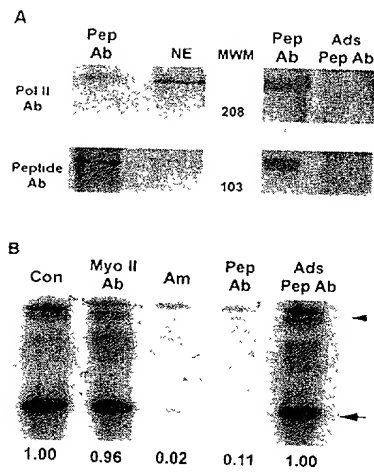 A
Pep Ab NE MWM Pep Ab Ads Pep Ab
Pol II Ab
208
Peptide Ab
103
B
Con Myo II Ab Am Pep Ab Ads Pep Ab
1.00 0.96 0.02 0.11 1.00